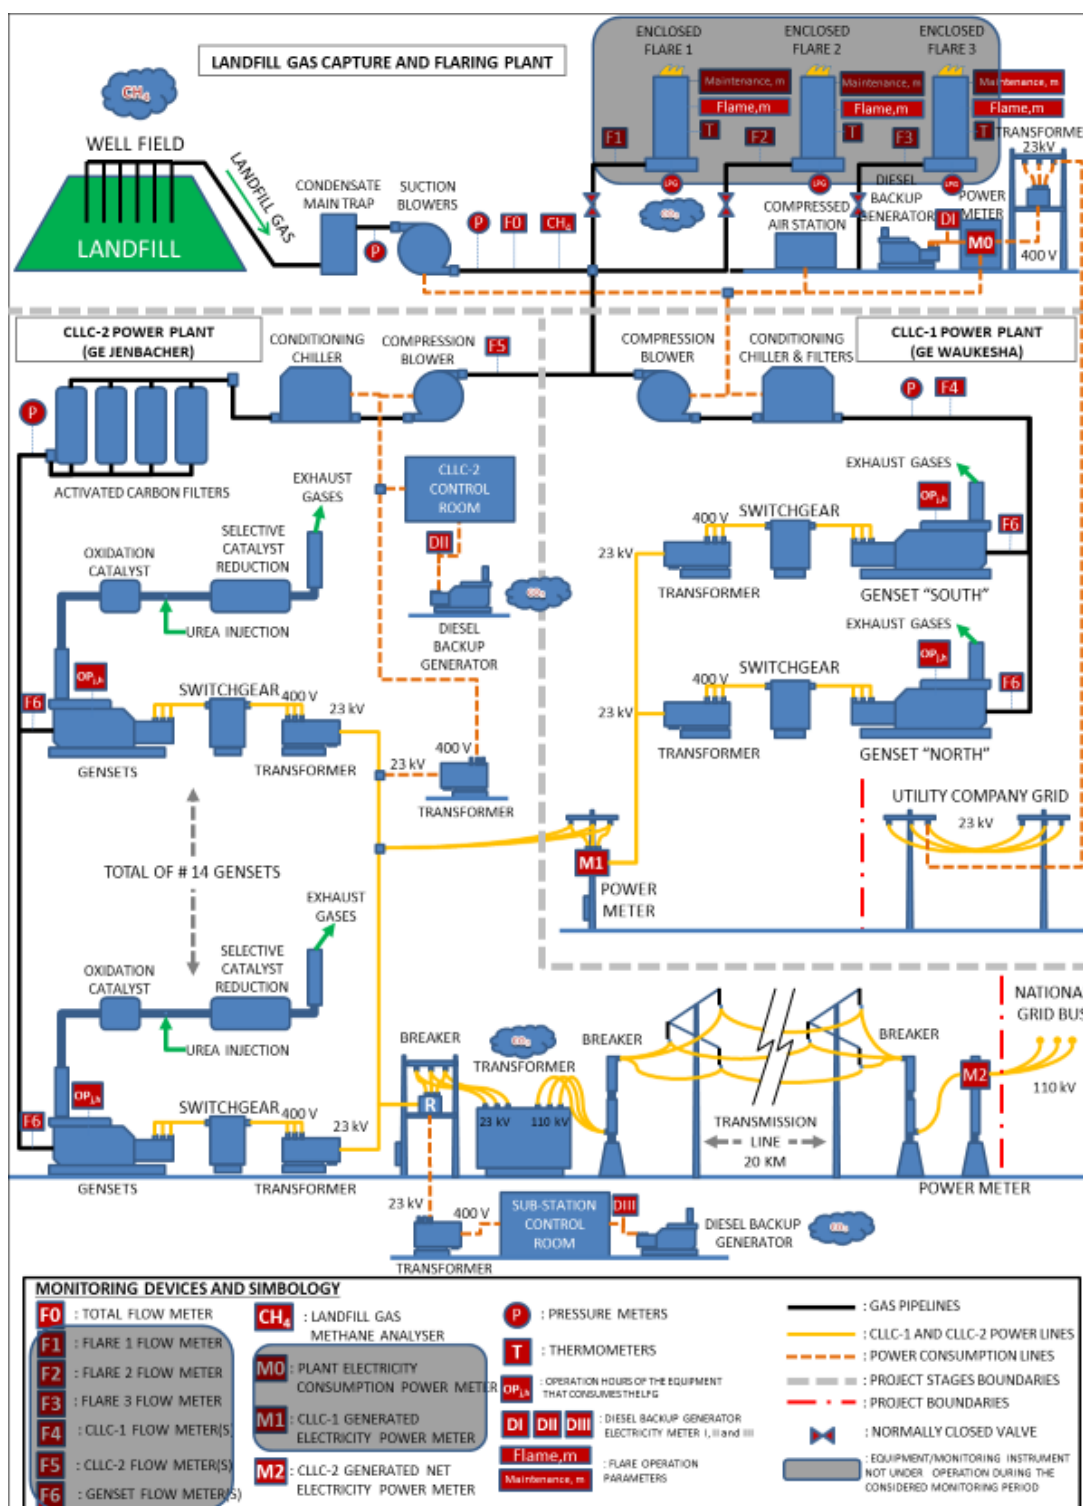 LANDFILL GAS CAPTURE AND FLARING PLANT
ENCLOSED
FLARE 1
ENCLOSED
FLARE 2
ENCLOSED
FLARE 3
Maintenance, m
Flame,m
F1
T
LPG
Maintenance, m
Flame,m
F2
T
LPG
Maintenance, m
Flame,m
F3
T
LPG
CH4
WELL FIELD
LANDFILL
LANDFILL GAS
CONDENSATE
MAIN TRAP
P
SUCTION
BLOWERS
P
F0
CH4
CO2
COMPRESSED
AIR STATION
DIESEL
BACKUP
GENERATOR
DI
POWER
METER
M0
TRANSFORME
23kV
400 V
CLLC-2 POWER PLANT
(GE JENBACHER)
CONDITIONING
CHILLER
COMPRESSION
BLOWER
F5
COMPRESSION
BLOWER
CONDITIONING
CHILLER & FILTERS
CLLC-1 POWER PLANT
(GE WAUKESHA)
P
F4
P
ACTIVATED CARBON FILTERS
EXHAUST
GASES
OXIDATION
CATALYST
SELECTIVE
CATALYST
REDUCTION
UREA INJECTION
CLLC-2
CONTROL
ROOM
DII
CO2
DIESEL
BACKUP
GENERATOR
F6
OPj,h
SWITCHGEAR
400 V
23 kV
GENSETS
TRANSFORMER
23 kV
400 V
TRANSFORMER
EXHAUST GASES
OPj,h
SWITCHGEAR
400 V
23 kV
F6
TRANSFORMER
GENSET “SOUTH”
EXHAUST GASES
OPj,h
SWITCHGEAR
400 V
23 kV
F6
TRANSFORMER
GENSET “NORTH”
UTILITY COMPANY GRID
23 kV
M1
POWER
METER
TOTAL OF # 14 GENSETS
EXHAUST
GASES
OXIDATION
CATALYST
SELECTIVE
CATALYST
REDUCTION
UREA INJECTION
F6
OPj,h
SWITCHGEAR
400 V
23 kV
GENSETS
TRANSFORMER
BREAKER
R
CO2
TRANSFORMER
23 kV
110 kV
BREAKER
TRANSMISSION
LINE
20 KM
BREAKER
NATIONA
GRID BUS
M2
110 kV
POWER METER
23 kV
400 V
TRANSFORMER
SUB-STATION
CONTROL
ROOM
DIII
DIESEL BACKUP
GENERATOR
CO2
MONITORING DEVICES AND SIMBOLOGY
F0 : TOTAL FLOW METER
F1 : FLARE 1 FLOW METER
F2 : FLARE 2 FLOW METER
F3 : FLARE 3 FLOW METER
F4 : CLLC-1 FLOW METER(S)
F5 : CLLC-2 FLOW METER(S)
F6 : GENSET FLOW METER(S)
CH4 : LANDFILL GAS
METHANE ANALYSER
M0 : PLANT ELECTRICITY
CONSUMPTION POWER METER
M1 : CLLC-1 GENERATED
ELECTRICITY POWER METER
M2 : CLLC-2 GENERATED NET
ELECTRICITY POWER METER
P : PRESSURE METERS
T : THERMOMETERS
OPj,h : OPERATION HOURS OF THE EQUIPMENT
THAT CONSUMES THE LFG
DI DII DIII : DIESEL BACKUP GENERATOR
ELECTRICITY METER I, II and III
Flame,m
Maintenance, m
: FLARE OPERATION
PARAMETERS
: GAS PIPELINES
: CLLC-1 AND CLLC-2 POWER LINES
: POWER CONSUMPTION LINES
: PROJECT STAGES BOUNDARIES
: PROJECT BOUNDARIES
: NORMALLY CLOSED VALVE
: EQUIPMENT/MONITORING INSTRUMENT
NOT UNDER OPERATION DURING THE
CONSIDERED MONITORING PERIOD